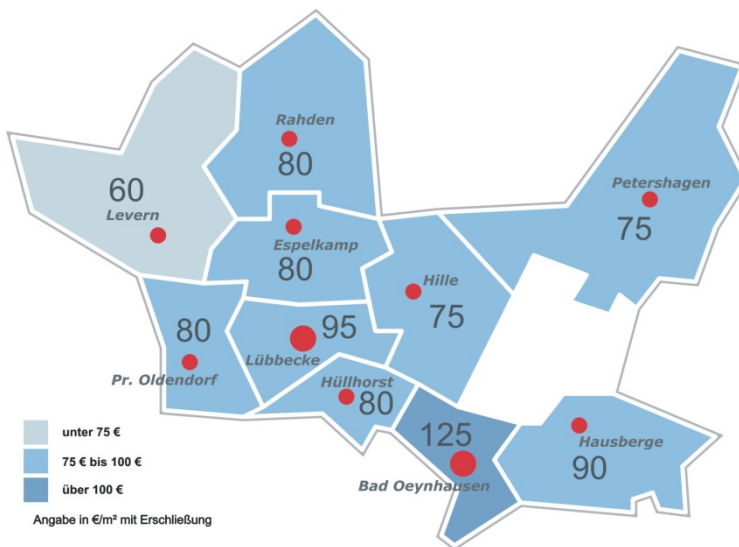 Rahden
80
60
Levern
Petershagen
75
Espelkamp
80
Hille
75
80
Pr. Oldendorf
95
Lübbecke
Hüllhorst
80
125
Bad Oeynhausen
Hausberge
90
unter 75 €
75 € bis 100 €
über 100 €
Angabe in €/m² mit Erschließung